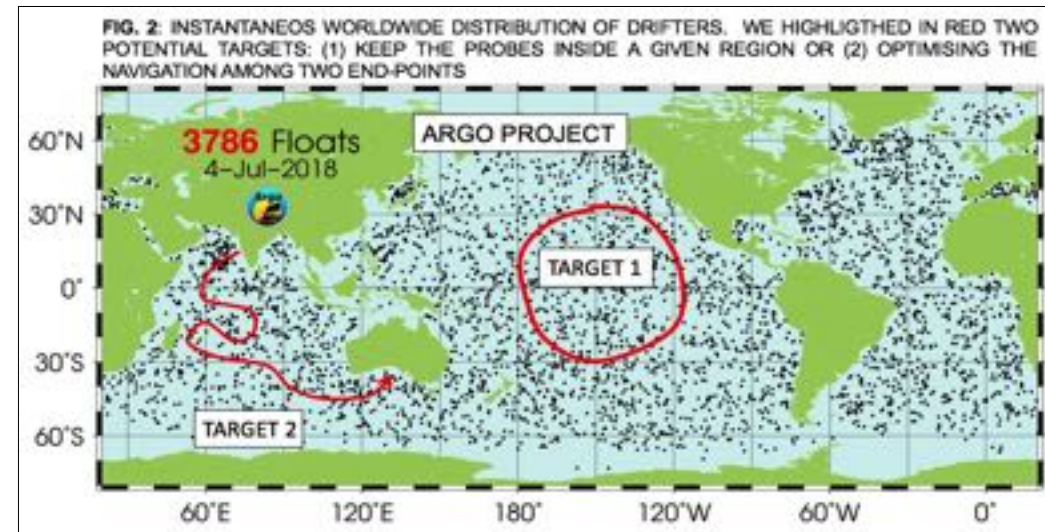 FIG. 2: INSTANTANEOS WORLDWIDE DISTRIBUTION OF DRIFTERS. WE HIGHLIGTHED IN RED TWO
POTENTIAL TARGETS: (1) KEEP THE PROBES INSIDE A GIVEN REGION OR (2) OPTIMISING THE
NAVIGATION AMONG TWO END-POINTS
3786 Floats
4-Jul-2018
ARGO PROJECT
60˚N
30˚N
TARGET 1
0˚
30˚S
TARGET 2
60˚S
60˚E 120˚E 180˚ 120˚W 60˚W 0˚